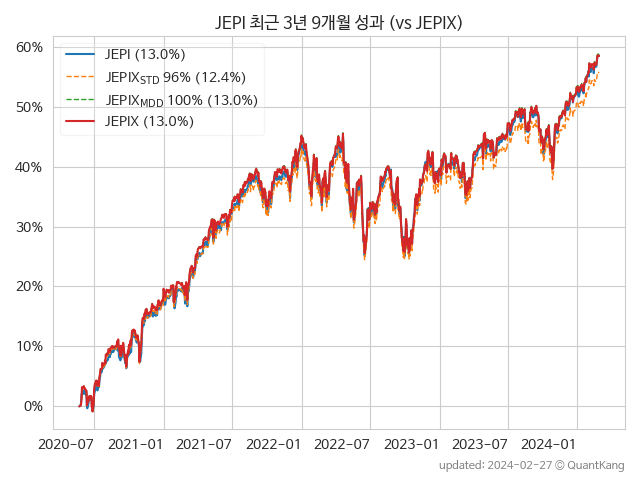 JEPI 최근 3년 9개월 성과 (vs JEPIX)
60%
50%
40%
30%
20%
10%
0%
JEPI (13.0%)
JEPIX_STD 96% (12.4%)
JEPIX_MDD 100% (13.0%)
JEPIX (13.0%)
2020-07 2021-01 2021-07 2022-01 2022-07 2023-01 2023-07 2024-01
updated: 2024-02-27 © QuantKang